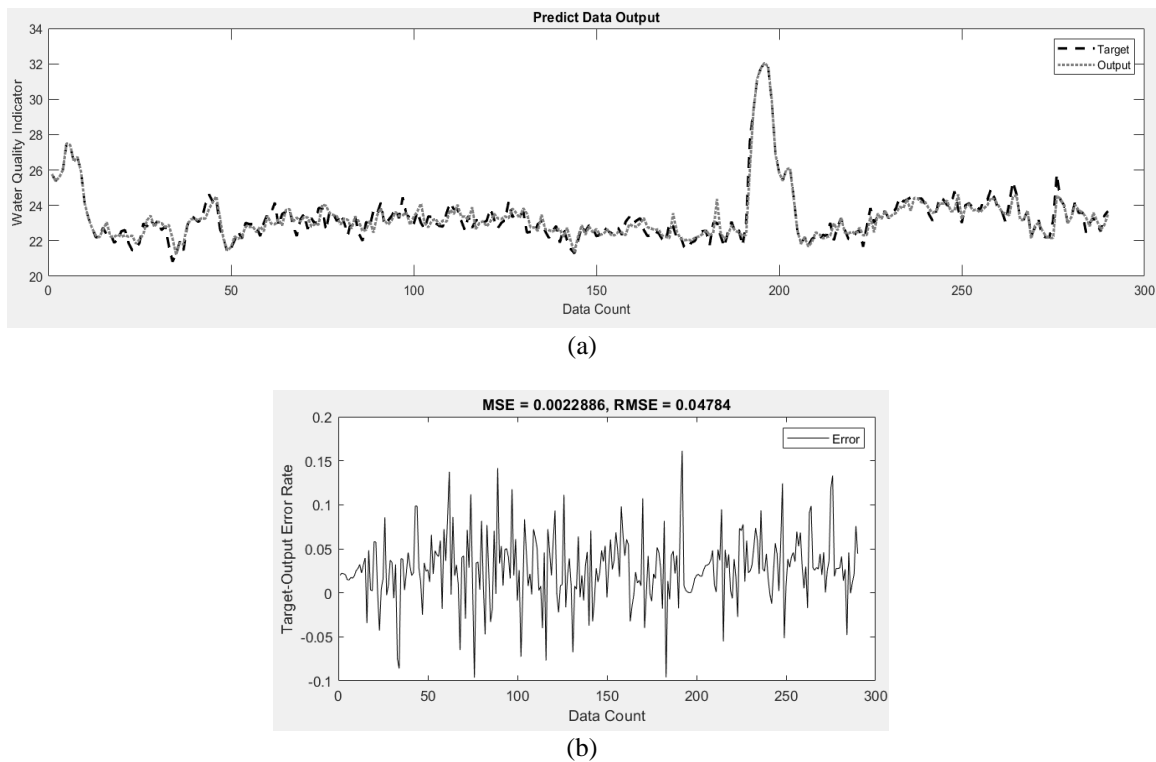 Predict Data Output
34
32
30
28
26
24
22
20
Water Quality Indicator
Target
Output
0 50 100 150 200 250 300
Data Count
(a)
MSE = 0.0022886, RMSE = 0.04784
0.2
0.15
0.1
0.05
0
-0.05
-0.1
Target-Output Error Rate
Error
0 50 100 150 200 250 300
Data Count
(b)